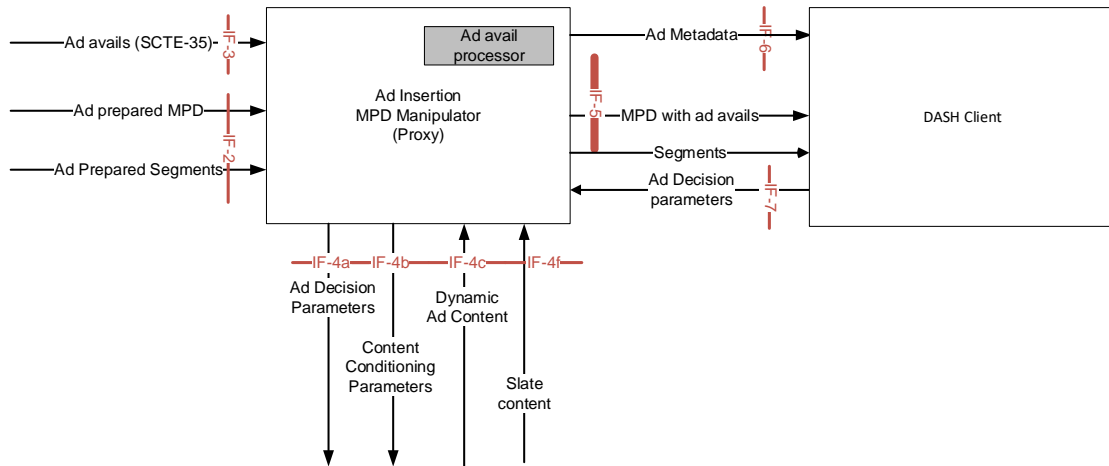 Ad avails (SCTE-35)
IF-3
Ad prepared MPD
IF-2
Ad Prepared Segments
Ad avail
processor
Ad Insertion
MPD Manipulator
(Proxy)
Ad Metadata
IF-6
IF-5
MPD with ad avails
Segments
Ad Decision
parameters
IF-7
DASH Client
IF-4a
IF-4b
IF-4c
IF-4f
Ad Decision
Parameters
Content
Conditioning
Parameters
Dynamic
Ad Content
Slate
content